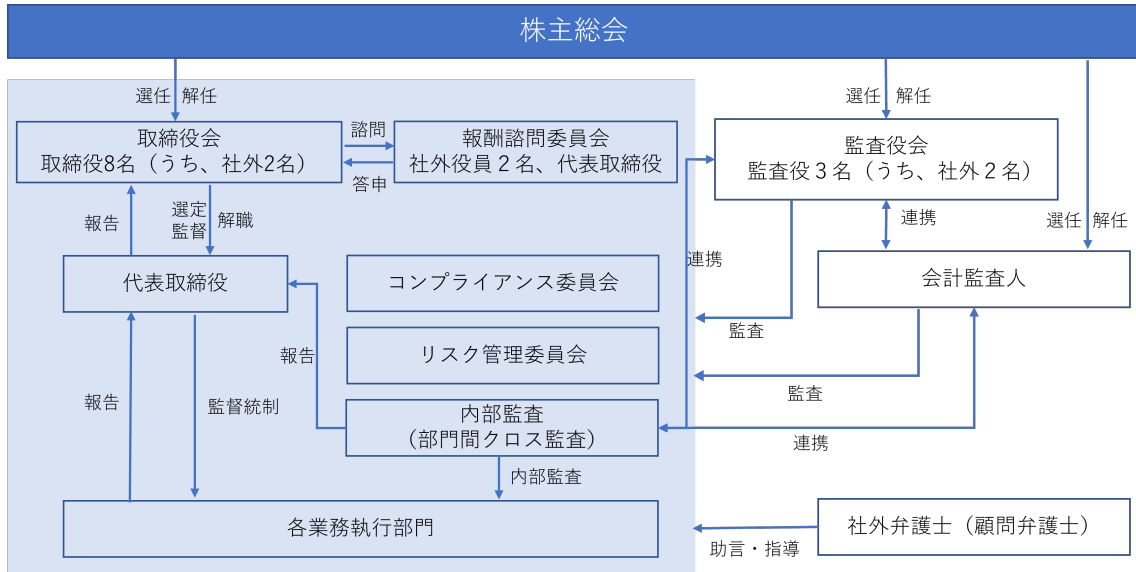 株主総会
選任 解任
選任 解任
取締役会
取締役8名（うち、社外2名）
諮問
答申
報酬諮問委員会
社外役員２名、代表取締役
監査役会
監査役３名（うち、社外２名）
報告
選定
監督
解職
連携
選任 解任
連携
代表取締役
コンプライアンス委員会
会計監査人
監査
リスク管理委員会
報告
監査
報告
監督統制
内部監査
（部門間クロス監査）
連携
内部監査
各業務執行部門
社外弁護士（顧問弁護士）
助言・指導